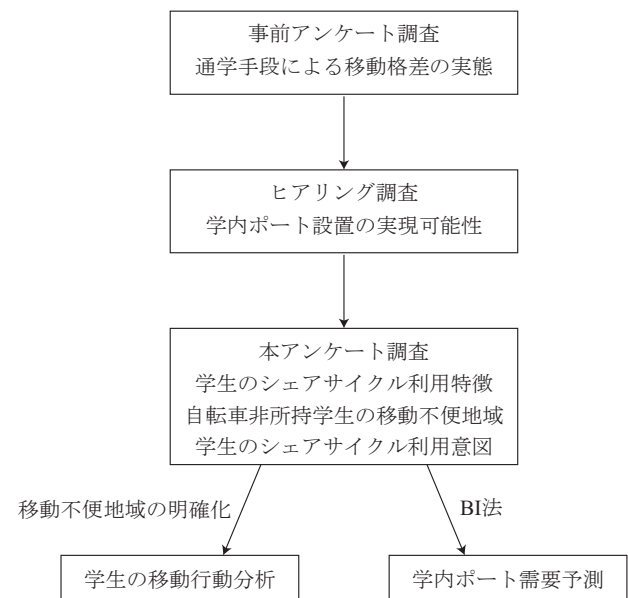 事前アンケート調査
通学手段による移動格差の実態
ヒアリング調査
学内ポート設置の実現可能性
本アンケート調査
学生のシェアサイクル利用特徴
自転車非所持学生の移動不便地域
学生のシェアサイクル利用意図
移動不便地域の明確化
BI法
学生の移動行動分析
学内ポート需要予測